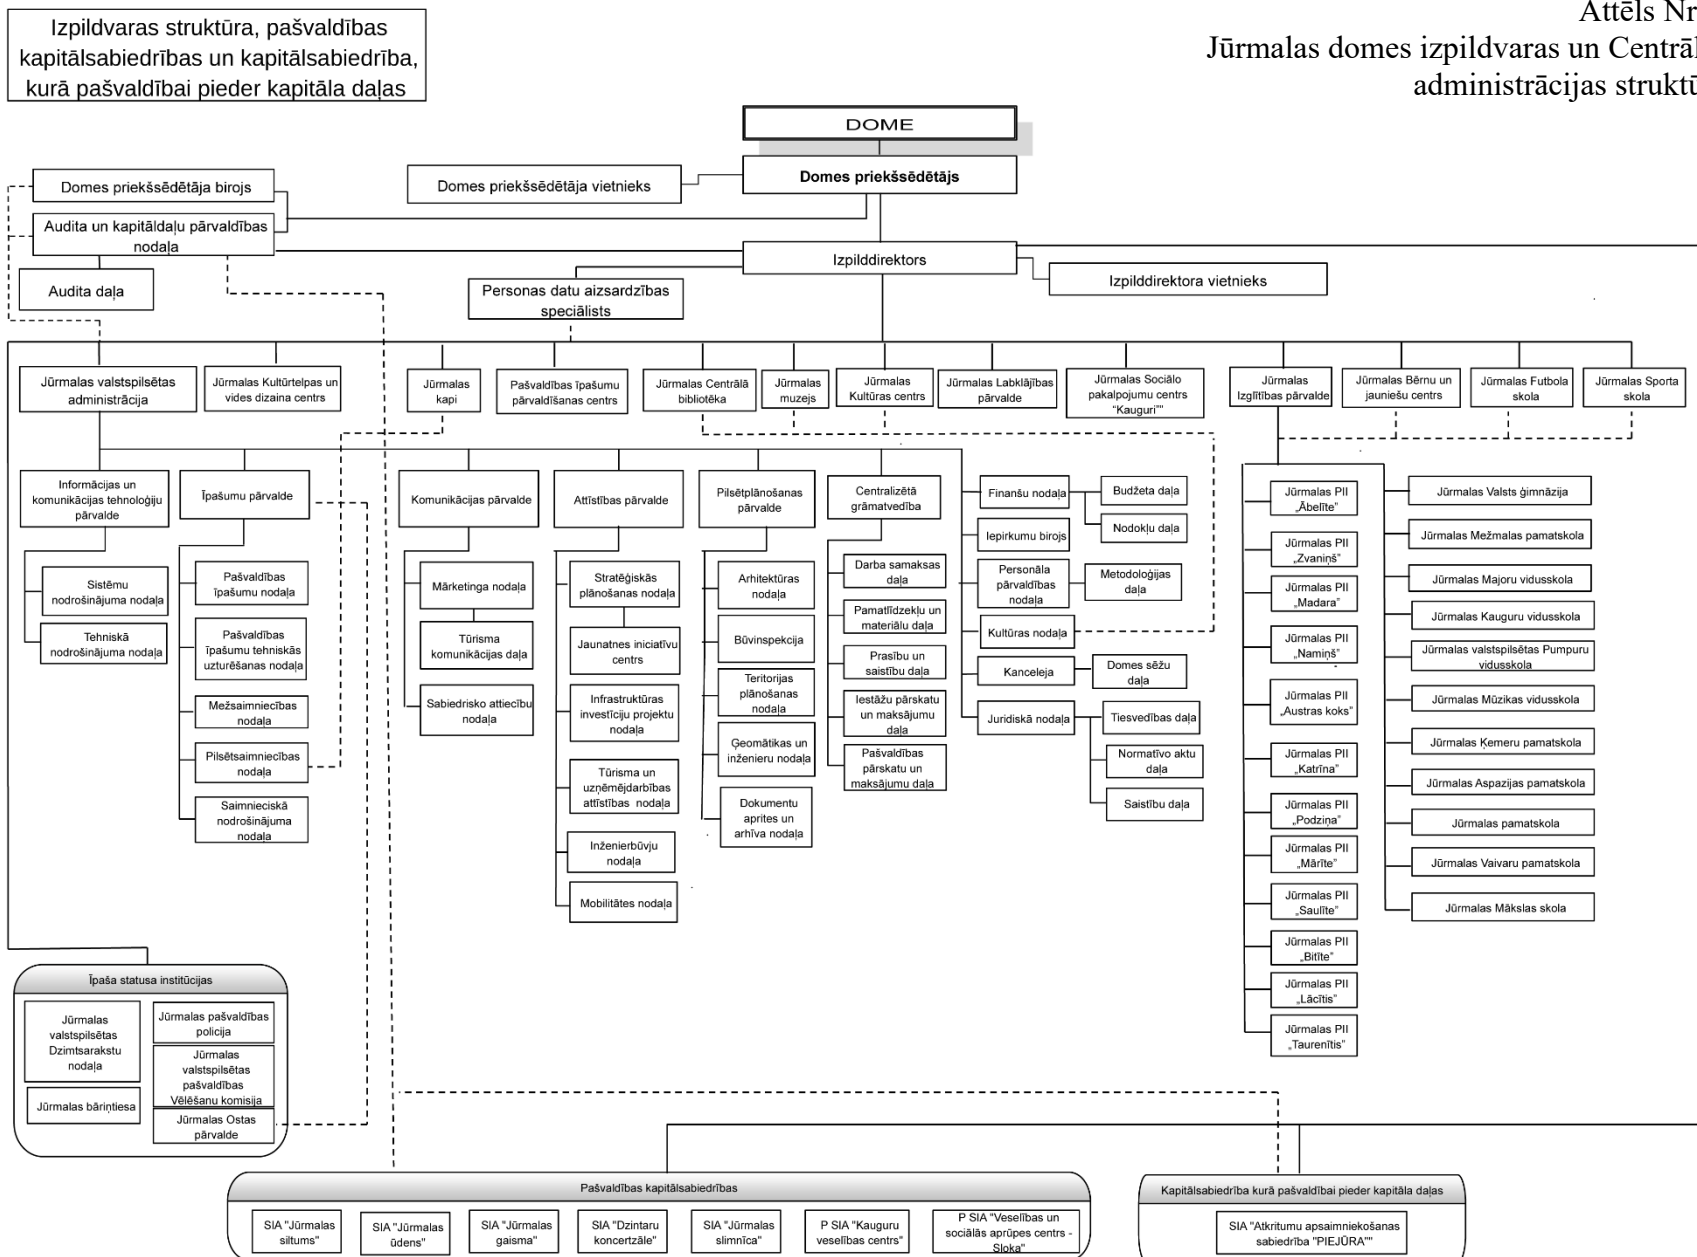 Izpildvaras struktūra, pašvaldības
kapitālsabiedrības un kapitālsabiedrība,
kurā pašvaldībai pieder kapitāla daļas
Attēls Nr
Jūrmalas domes izpildvaras un Centrāl
administrācijas struktū
DOME
Domes priekšsēdētājs
Domes priekšsēdētāja vietnieks
Domes priekšsēdētāja birojs
Audita un kapitāldaļu pārvaldības
nodaļa
Audita daļa
Izpilddirektors
Izpilddirektora vietnieks
Personas datu aizsardzības
speciālists
Jūrmalas valstspilsētas
administrācija
Jūrmalas Kultūrtelpas un
vides dizaina centrs
Jūrmalas
kapi
Pašvaldības īpašumu
pārvaldīšanas centrs
Jūrmalas Centrālā
bibliotēka
Jūrmalas
muzejs
Jūrmalas
Kultūras centrs
Jūrmalas Labklājības
pārvalde
Jūrmalas Sociālo
pakalpojumu centrs
"Kauguri""
Jūrmalas
Izglītības pārvalde
Jūrmalas Bērnu un
jauniešu centrs
Jūrmalas Futbola
skola
Jūrmalas Sporta
skola
Informācijas un
komunikācijas tehnoloģiju
pārvalde
Sistēmu
nodrošinājuma nodaļa
Tehniskā
nodrošinājuma nodaļa
Īpašumu pārvalde
Pašvaldības
īpašumu nodaļa
Pašvaldības
īpašumu tehniskās
uzturēšanas nodaļa
Mežsaimniecības
nodaļa
Pilsētsaimniecības
nodaļa
Saimnieciskā
nodrošinājuma
nodaļa
Komunikācijas pārvalde
Mārketinga nodaļa
Tūrisma
komunikācijas daļa
Sabiedrisko attiecību
nodaļa
Attīstības pārvalde
Stratēģiskās
plānošanas nodaļa
Jaunatnes iniciatīvu
centrs
Infrastruktūras
investīciju projektu
nodaļa
Tūrisma un
uzņēmējdarbības
attīstības nodaļa
Inženierbūvju
nodaļa
Mobilitātes nodaļa
Pilsētplānošanas
pārvalde
Arhitektūras
nodaļa
Būvinspekcija
Teritorijas
plānošanas
nodaļa
Ģeomātikas un
inženieru nodaļa
Dokumentu
aprites un
arhīva nodaļa
Centralizētā
grāmatvedība
Darba samaksas
daļa
Pamatlīdzekļu un
materiālu daļa
Prasību un
saistību daļa
Iestāžu pārskatu
un maksājumu
daļa
Pašvaldības
pārskatu un
maksājumu daļa
Finanšu nodaļa
Budžeta daļa
Nodokļu daļa
Iepirkumu birojs
Personāla
pārvaldības
nodaļa
Metodoloģijas
daļa
Kultūras nodaļa
Kanceleja
Domes sēžu
daļa
Juridiskā nodaļa
Tiesvedības daļa
Normatīvo aktu
daļa
Saistību daļa
Jūrmalas PII
„Ābelīte”
Jūrmalas PII
„Zvaniņš”
Jūrmalas PII
„Madara”
Jūrmalas PII
„Namiņš”
Jūrmalas PII
„Austras koks”
Jūrmalas PII
„Katrīna”
Jūrmalas PII
„Podziņa”
Jūrmalas PII
„Mārīte”
Jūrmalas PII
„Saulīte”
Jūrmalas PII
„Bitīte”
Jūrmalas PII
„Lācītis”
Jūrmalas PII
„Taurenītis”
Jūrmalas Valsts ģimnāzija
Jūrmalas Mežmalas pamatskola
Jūrmalas Majoru vidusskola
Jūrmalas Kauguru vidusskola
Jūrmalas valstspilsētas Pumpuru
vidusskola
Jūrmalas Mūzikas vidusskola
Jūrmalas Ķemeru pamatskola
Jūrmalas Aspazijas pamatskola
Jūrmalas pamatskola
Jūrmalas Vaivaru pamatskola
Jūrmalas Mākslas skola
Īpaša statusa institūcijas
Jūrmalas
valstspilsētas
Dzimtsarakstu
nodaļa
Jūrmalas bāriņtiesa
Jūrmalas pašvaldības
policija
Jūrmalas
valstspilsētas
pašvaldības
Vēlēšanu komisija
Jūrmalas Ostas
pārvalde
Pašvaldības kapitālsabiedrības
SIA "Jūrmalas
siltums"
SIA "Jūrmalas
ūdens"
SIA "Jūrmalas
gaisma"
SIA "Dzintaru
koncertzāle"
SIA "Jūrmalas
slimnīca"
P SIA "Kauguru
veselības centrs"
P SIA "Veselības un
sociālās aprūpes centrs -
Sloka"
Kapitālsabiedrība kurā pašvaldībai pieder kapitāla daļas
SIA "Atkritumu apsaimniekošanas
sabiedrība "PIEJŪRA""